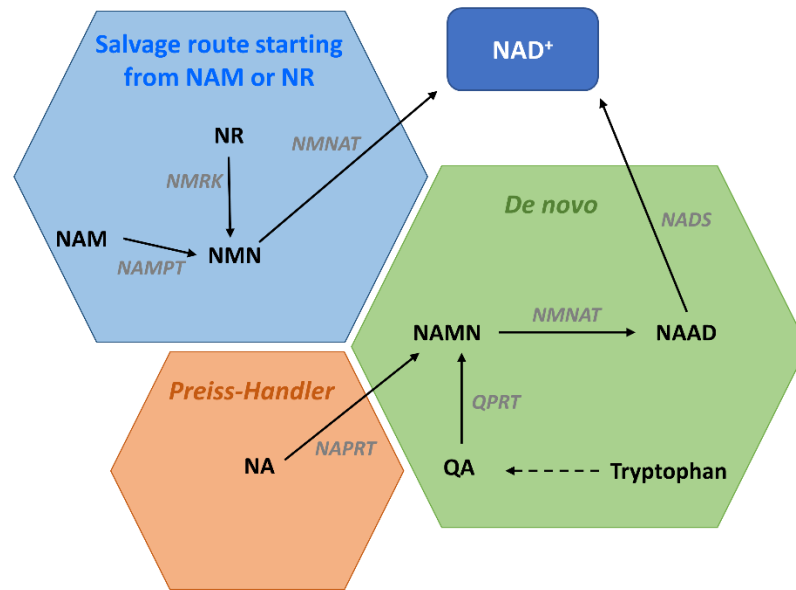 Salvage route starting
from NAM or NR
NAD⁺
NR
NMNAT
NMRK
NAM
NAMPT
NMN
De novo
NADS
NAMN
NMNAT
NAAD
Preiss-Handler
QPRT
NA
NAPRT
QA
Tryptophan